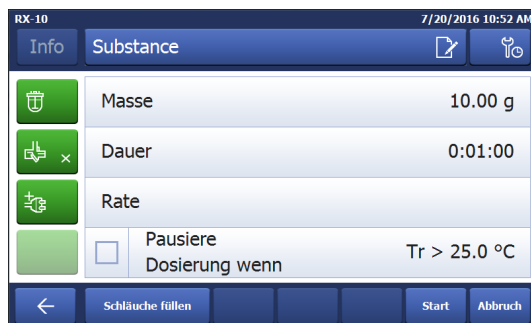 RX-10 7/20/2016 10:52 AM
Info Substance
Masse 10.00 g
Dauer 0:01:00
Rate
Pausiere
Dosierung wenn Tr > 25.0 °C
Schläuche füllen Start Abbruch